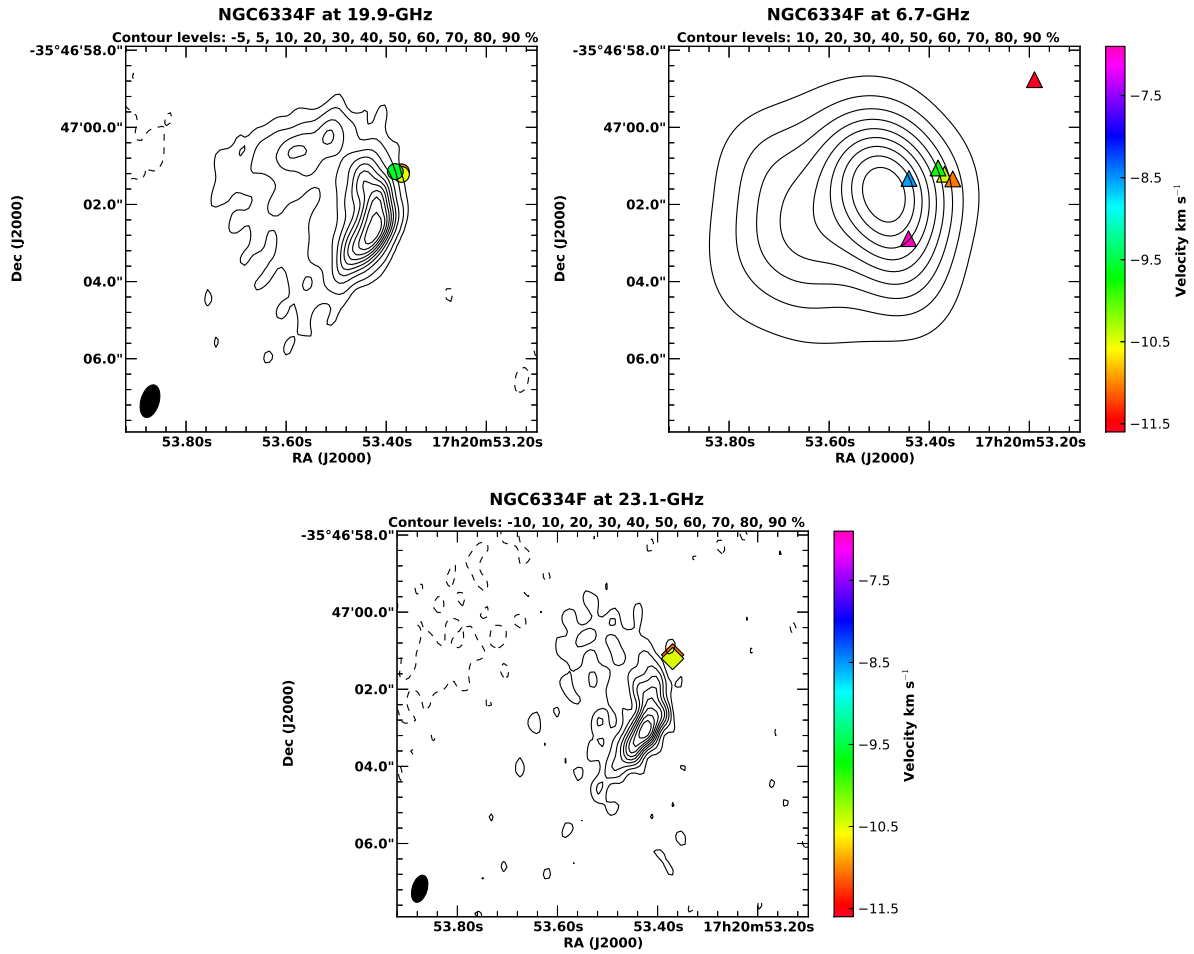 NGC6334F at 19.9-GHz
Contour levels: -5, 5, 10, 20, 30, 40, 50, 60, 70, 80, 90 %
-35°46'58.0"
47'00.0"
02.0"
04.0"
06.0"
Dec (J2000)
53.80s
53.60s
53.40s
17h20m53.20s
RA (J2000)
NGC6334F at 6.7-GHz
Contour levels: 10, 20, 30, 40, 50, 60, 70, 80, 90 %
-35°46'58.0"
47'00.0"
02.0"
04.0"
06.0"
Dec (J2000)
53.80s
53.60s
53.40s
17h20m53.20s
RA (J2000)
−7.5
−8.5
−9.5
−10.5
−11.5
Velocity km s⁻¹
NGC6334F at 23.1-GHz
Contour levels: -10, 10, 20, 30, 40, 50, 60, 70, 80, 90 %
-35°46'58.0"
47'00.0"
02.0"
04.0"
06.0"
Dec (J2000)
53.80s
53.60s
53.40s
17h20m53.20s
RA (J2000)
−7.5
−8.5
−9.5
−10.5
−11.5
Velocity km s⁻¹